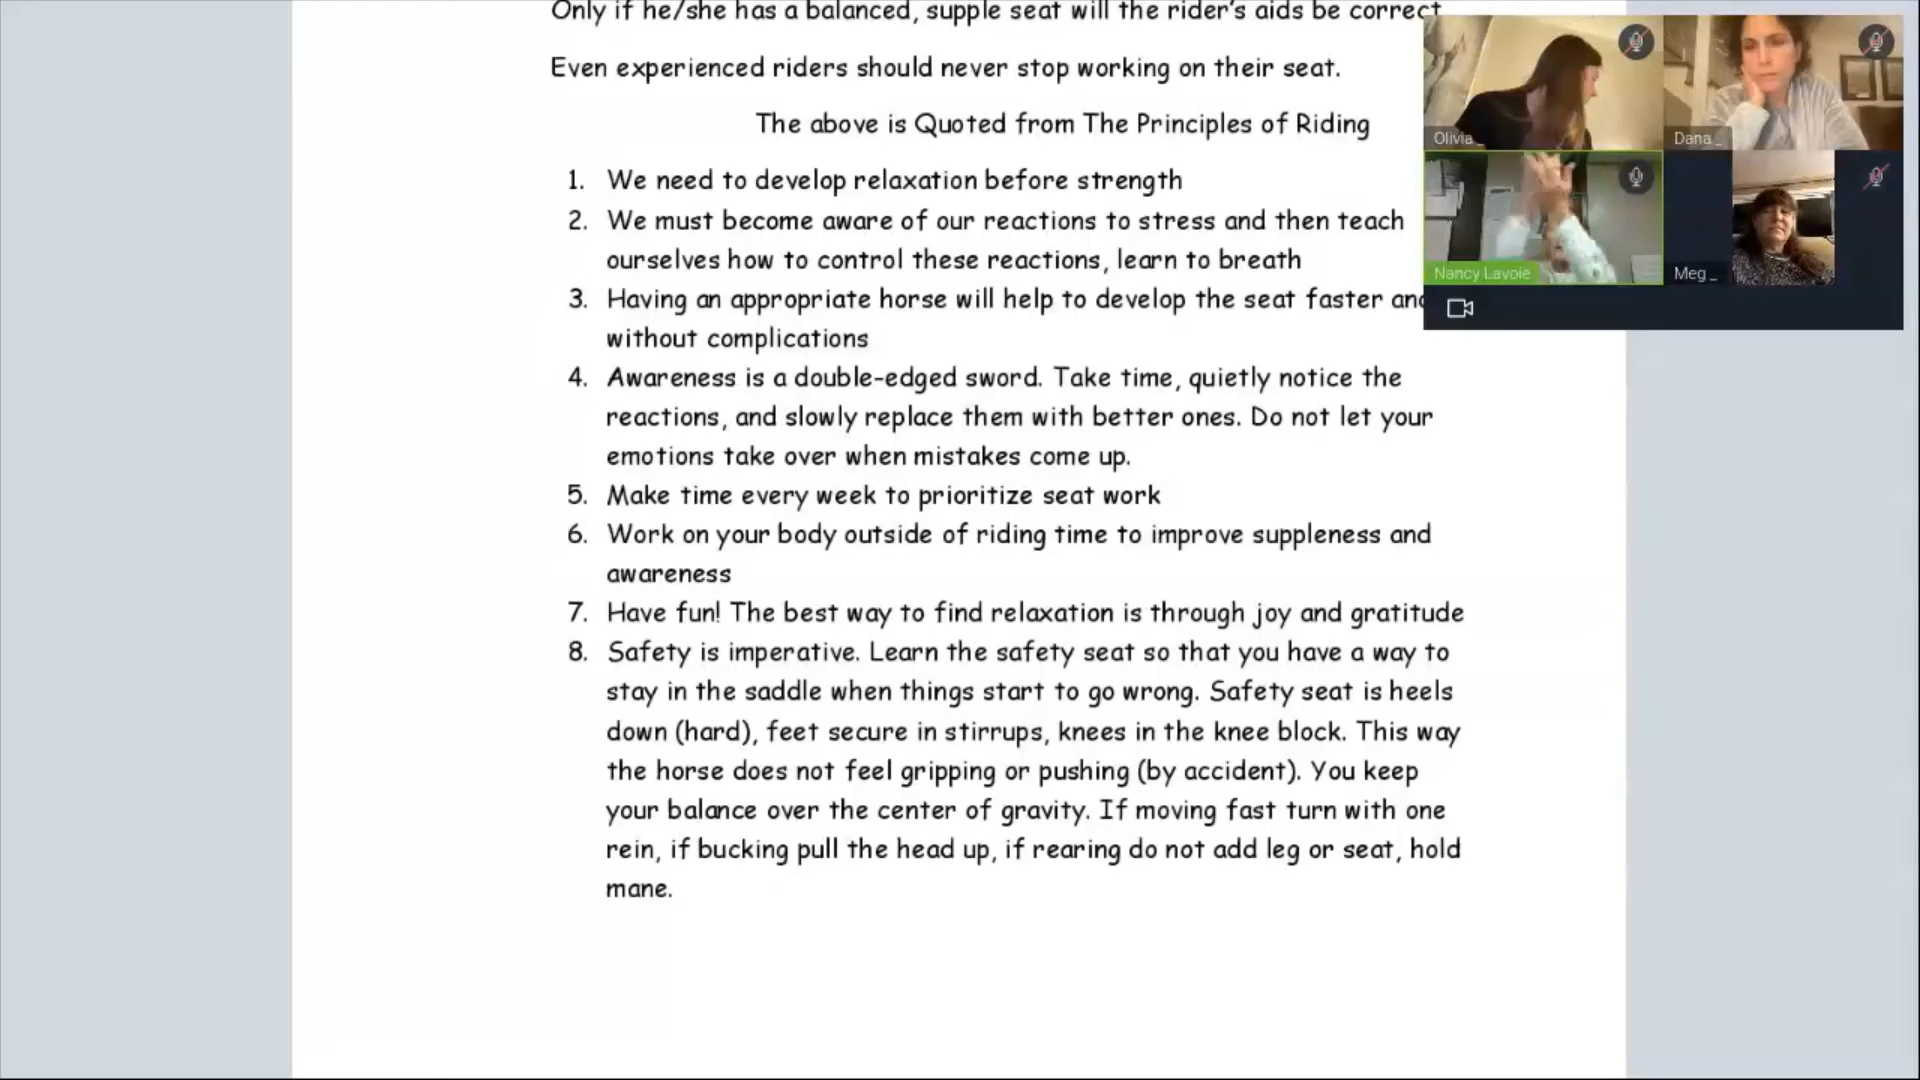 Only if he/she has a balanced, supple seat will the rider's aids be correct
Even experienced riders should never stop working on their seat.
The above is Quoted from The Principles of Riding
1. We need to develop relaxation before strength
2. We must become aware of our reactions to stress and then teach
ourselves how to control these reactions, learn to breath
3. Having an appropriate horse will help to develop the seat faster and
without complications
4. Awareness is a double-edged sword. Take time, quietly notice the
reactions, and slowly replace them with better ones. Do not let your
emotions take over when mistakes come up.
5. Make time every week to prioritize seat work
6. Work on your body outside of riding time to improve suppleness and
awareness
7. Have fun! The best way to find relaxation is through joy and gratitude
8. Safety is imperative. Learn the safety seat so that you have a way to
stay in the saddle when things start to go wrong. Safety seat is heels
down (hard), feet secure in stirrups, knees in the knee block. This way
the horse does not feel gripping or pushing (by accident). You keep
your balance over the center of gravity. If moving fast turn with one
rein, if bucking pull the head up, if rearing do not add leg or seat, hold
mane.
Olivia _
Dana _
Nancy Lavoie
Meg _